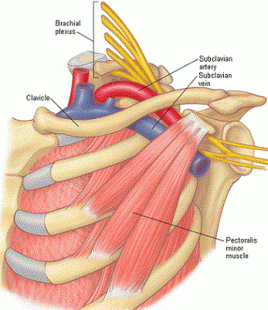 Brachial
plexus
Subclavian
artery
Subclavian
vein
Clavicle
Pectoralis
minor
muscle